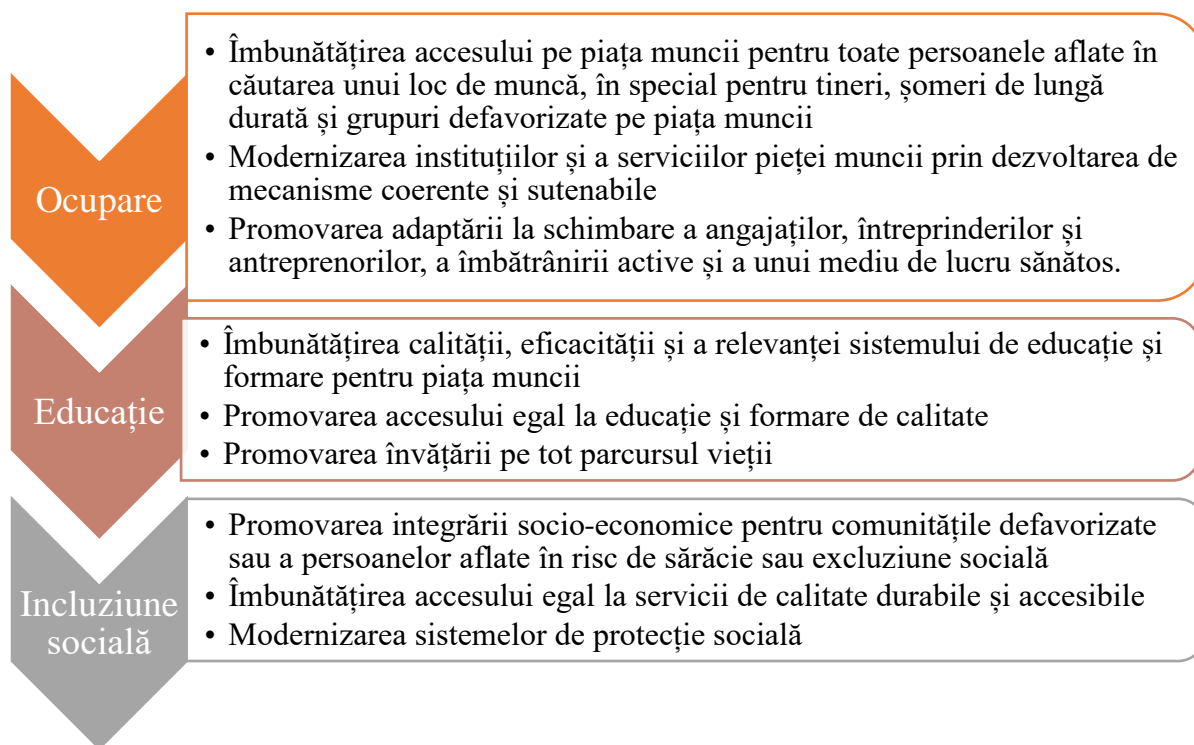 Ocupare
• Îmbunătățirea accesului pe piața muncii pentru toate persoanele aflate în
căutarea unui loc de muncă, în special pentru tineri, șomeri de lungă
durată și grupuri defavorizate pe piața muncii
• Modernizarea instituțiilor și a serviciilor pieței muncii prin dezvoltarea de
mecanisme coerente și sutenabile
• Promovarea adaptării la schimbare a angajaților, întreprinderilor și
antreprenorilor, a îmbătrânirii active și a unui mediu de lucru sănătos.
Educație
• Îmbunătățirea calității, eficacității și a relevanței sistemului de educație și
formare pentru piața muncii
• Promovarea accesului egal la educație și formare de calitate
• Promovarea învățării pe tot parcursul vieții
Incluziune
socială
• Promovarea integrării socio-economice pentru comunitățile defavorizate
sau a persoanelor aflate în risc de sărăcie sau excluziune socială
• Îmbunătățirea accesului egal la servicii de calitate durabile și accesibile
• Modernizarea sistemelor de protecție socială